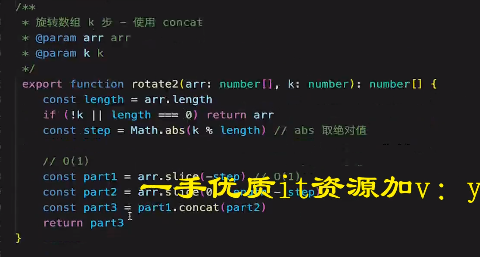 /**
 * 旋转数组 k 步 - 使用 concat
 * @param arr arr
 * @param k k
 */
export function rotate2(arr: number[], k: number): number[] {
const length = arr.length
if (!k || length === 0) return arr
const step = Math.abs(k % length) // abs 取绝对值
// O(1)
const part1 = arr.slice(-step) // O(1)
const part2 = arr.slice(0
一手优质it资源加v: y
const part3 = part1.concat(part2)
return part3
}